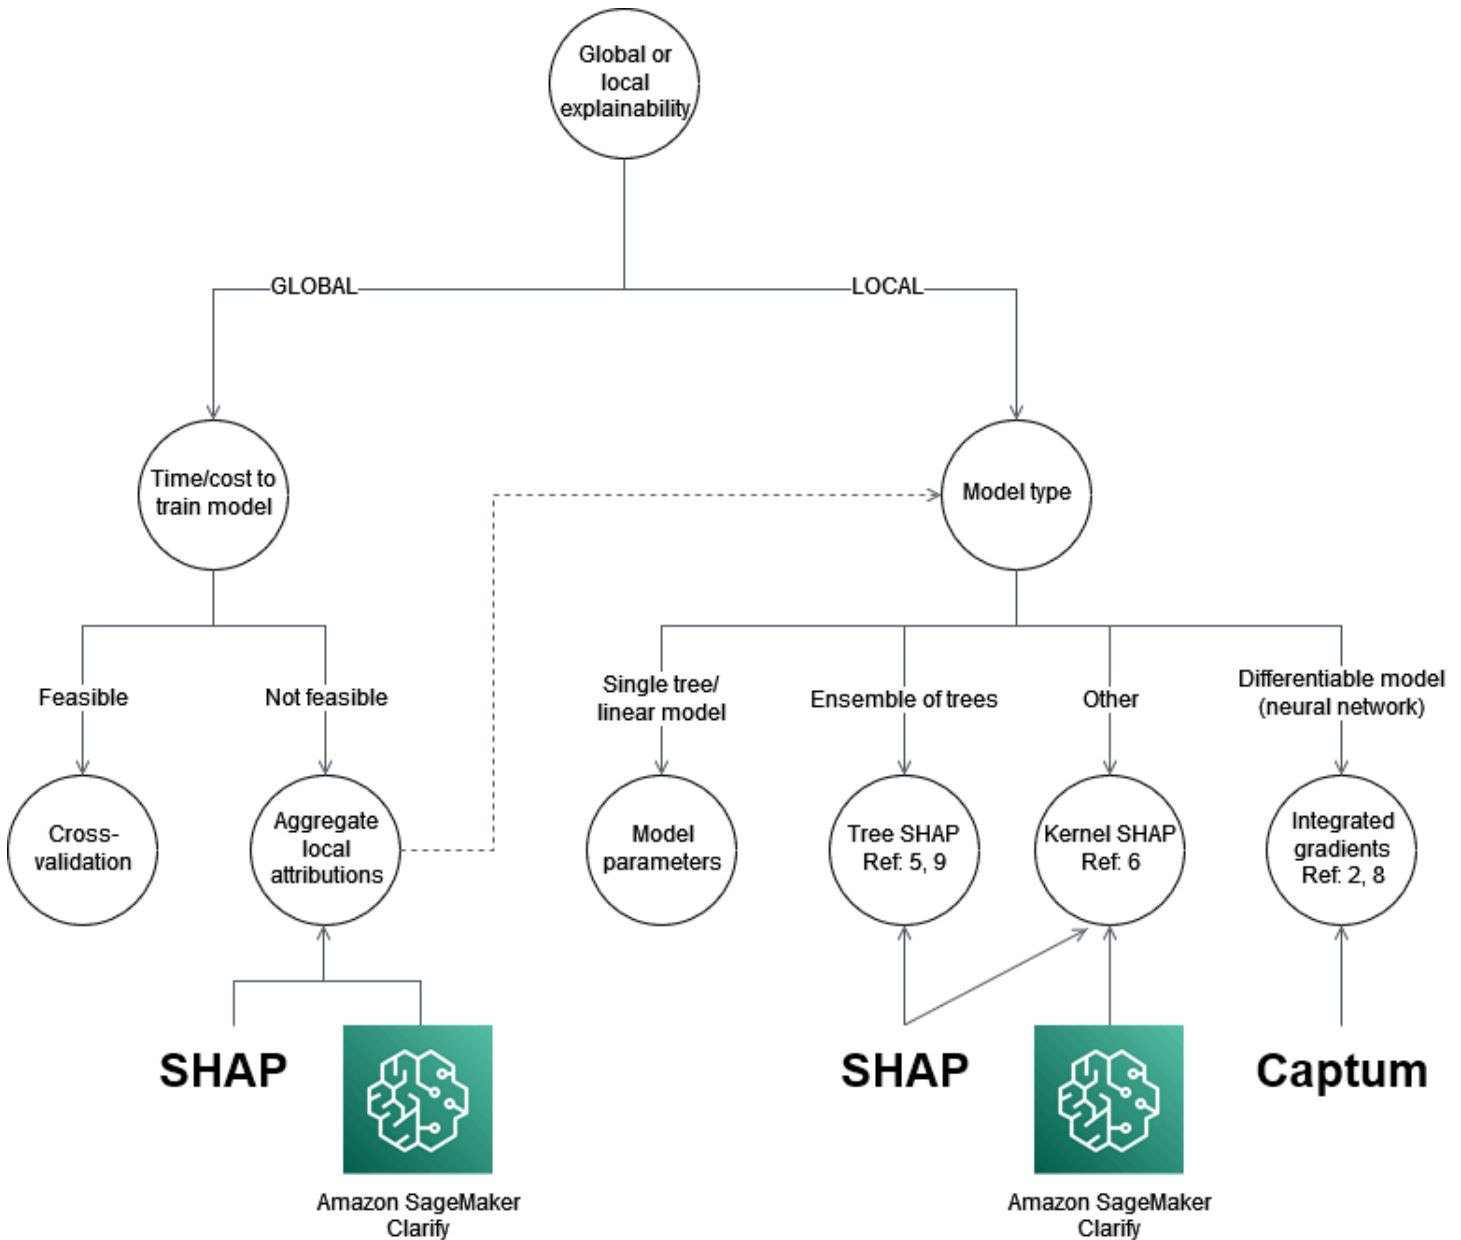 Global or
local
explainability
GLOBAL
LOCAL
Time/cost to
train model
Model type
Feasible
Not feasible
Single tree/
linear model
Ensemble of trees
Other
Differentiable model
(neural network)
Cross-
validation
Aggregate
local
attributions
Model
parameters
Tree SHAP
Ref: 5, 9
Kernel SHAP
Ref: 6
Integrated
gradients
Ref: 2, 8
SHAP
Amazon SageMaker
Clarify
SHAP
Amazon SageMaker
Clarify
Captum